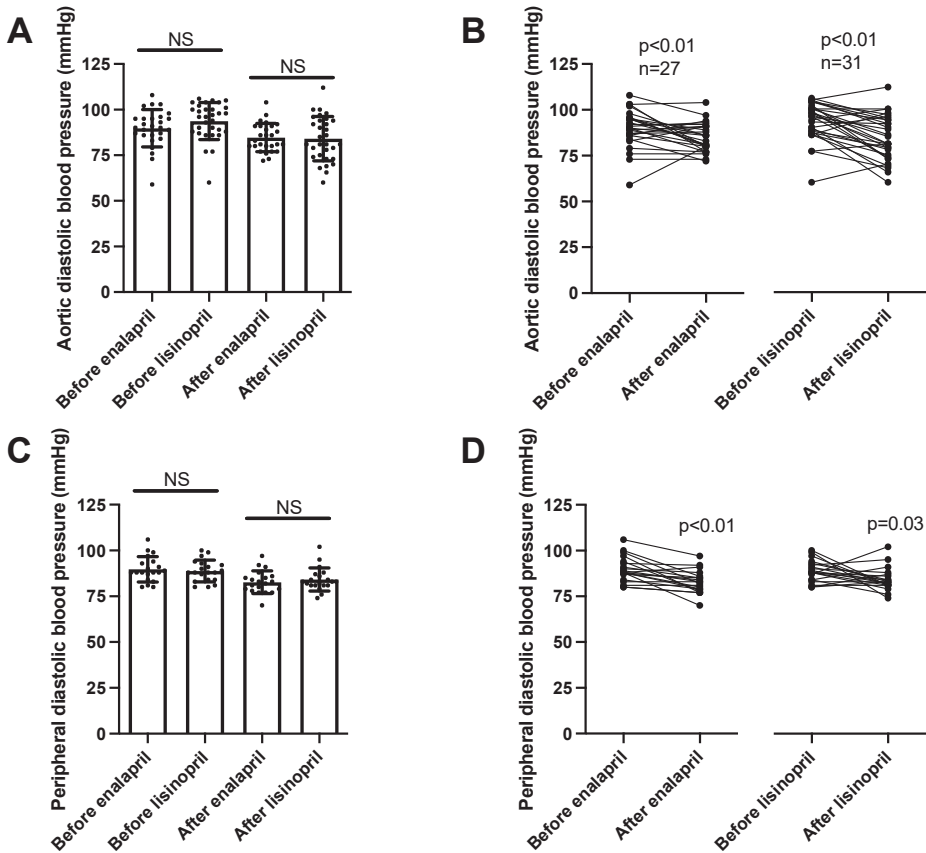 A
Aortic diastolic blood pressure (mmHg)
125
100
75
50
25
0
NS
NS
Before enalapril
Before lisinopril
After enalapril
After lisinopril
B
Aortic diastolic blood pressure (mmHg)
125
100
75
50
25
0
p<0.01
n=27
p<0.01
n=31
Before enalapril
After enalapril
Before lisinopril
After lisinopril
C
Peripheral diastolic blood pressure (mmHg)
125
100
75
50
25
0
NS
NS
Before enalapril
Before lisinopril
After enalapril
After lisinopril
D
Peripheral diastolic blood pressure (mmHg)
125
100
75
50
25
0
p<0.01
p=0.03
Before enalapril
After enalapril
Before lisinopril
After lisinopril